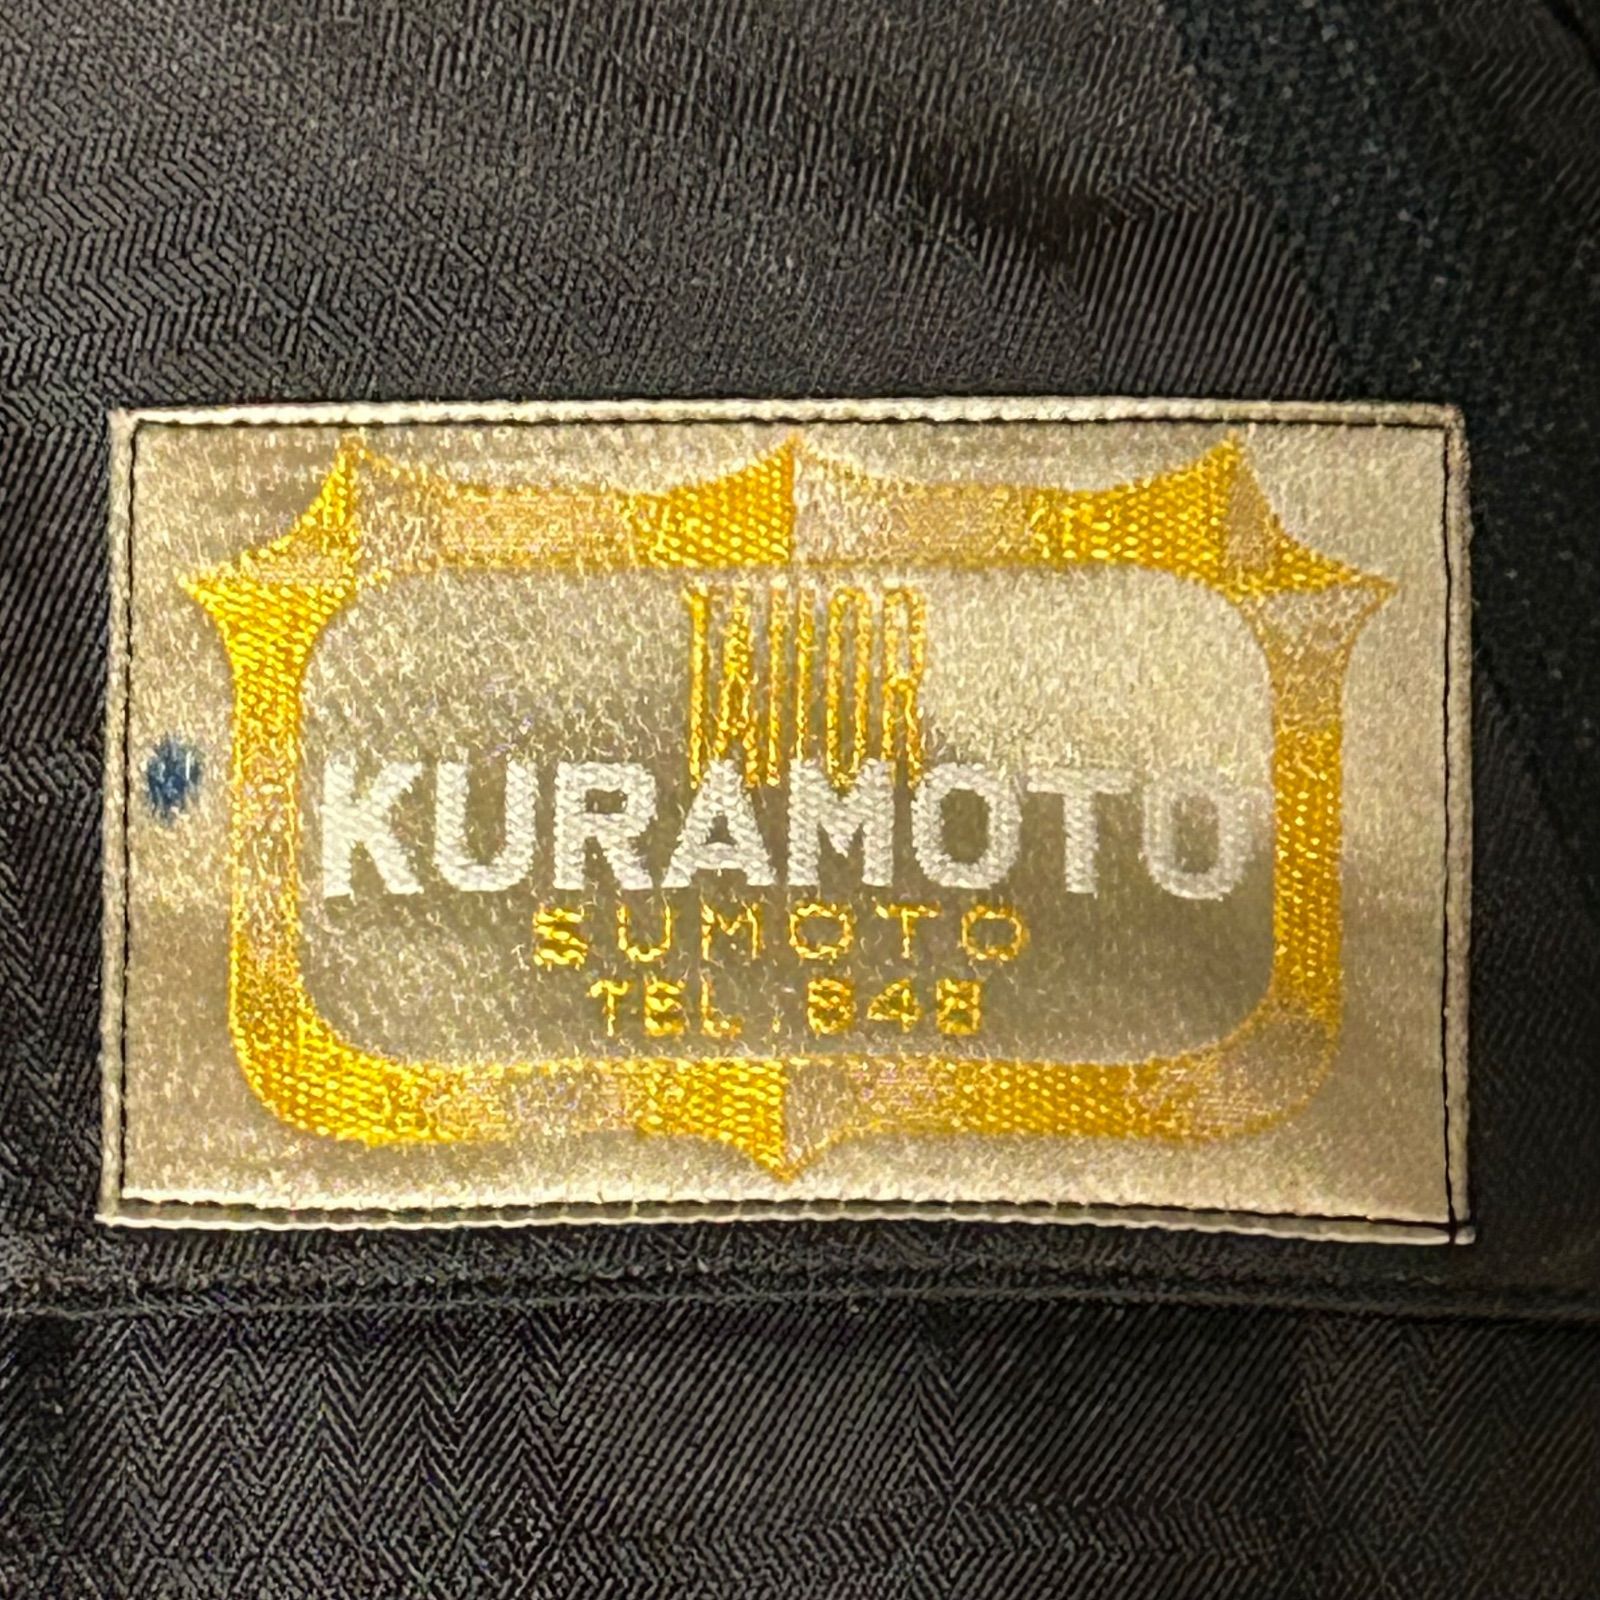 TAILOR
KURAMOTO
SUMOTO
TEL. 848